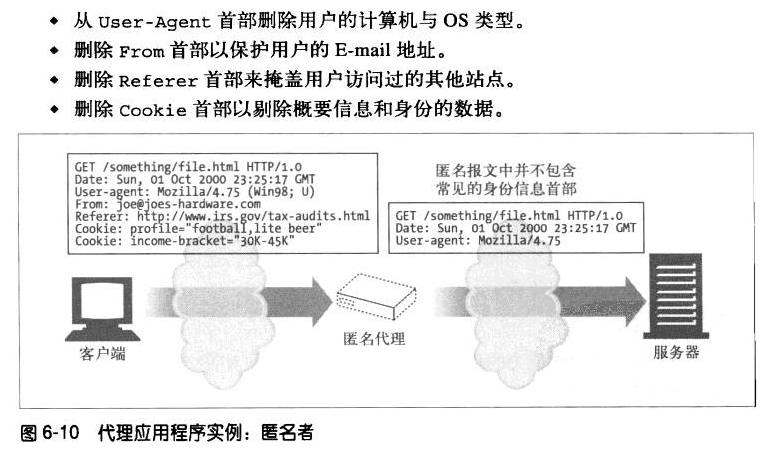 ◆ 从 User-Agent 首部删除用户的计算机与 OS 类型。
◆ 删除 From 首部以保护用户的 E-mail 地址。
◆ 删除 Referer 首部来掩盖用户访问过的其他站点。
◆ 删除 Cookie 首部以剔除概要信息和身份的数据。
GET /something/file.html HTTP/1.0
Date: Sun, 01 Oct 2000 23:25:17 GMT
User-agent: Mozilla/4.75 (Win98; U)
From: joe@joes-hardware.com
Referer: http://www.irs.gov/tax-audits.html
Cookie: profile="football,lite beer"
Cookie: income-bracket="30K-45K"
匿名报文中并不包含
常见的身份信息首部
GET /something/file.html HTTP/1.0
Date: Sun, 01 Oct 2000 23:25:17 GMT
User-agent: Mozilla/4.75
客户端
匿名代理
服务器
图 6-10 代理应用程序实例：匿名者